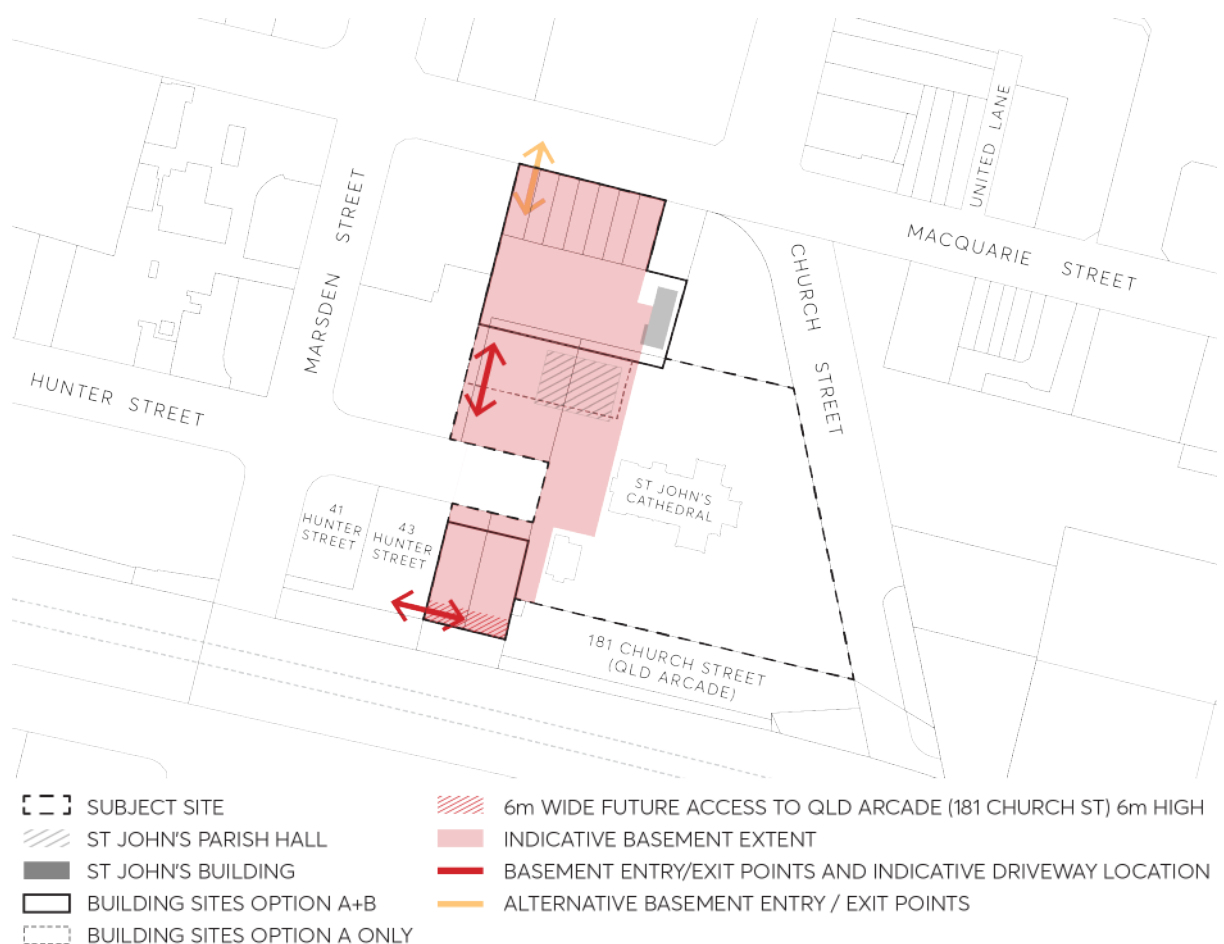 UNITED LANE
MARSDEN STREET
MACQUARIE STREET
CHURCH STREET
HUNTER STREET
ST JOHN'S
CATHEDRAL
41
HUNTER
STREET
43
HUNTER
STREET
181 CHURCH STREET
(QLD ARCADE)
SUBJECT SITE
ST JOHN'S PARISH HALL
ST JOHN'S BUILDING
BUILDING SITES OPTION A+B
BUILDING SITES OPTION A ONLY
6m WIDE FUTURE ACCESS TO QLD ARCADE (181 CHURCH ST) 6m HIGH
INDICATIVE BASEMENT EXTENT
BASEMENT ENTRY/EXIT POINTS AND INDICATIVE DRIVEWAY LOCATION
ALTERNATIVE BASEMENT ENTRY / EXIT POINTS